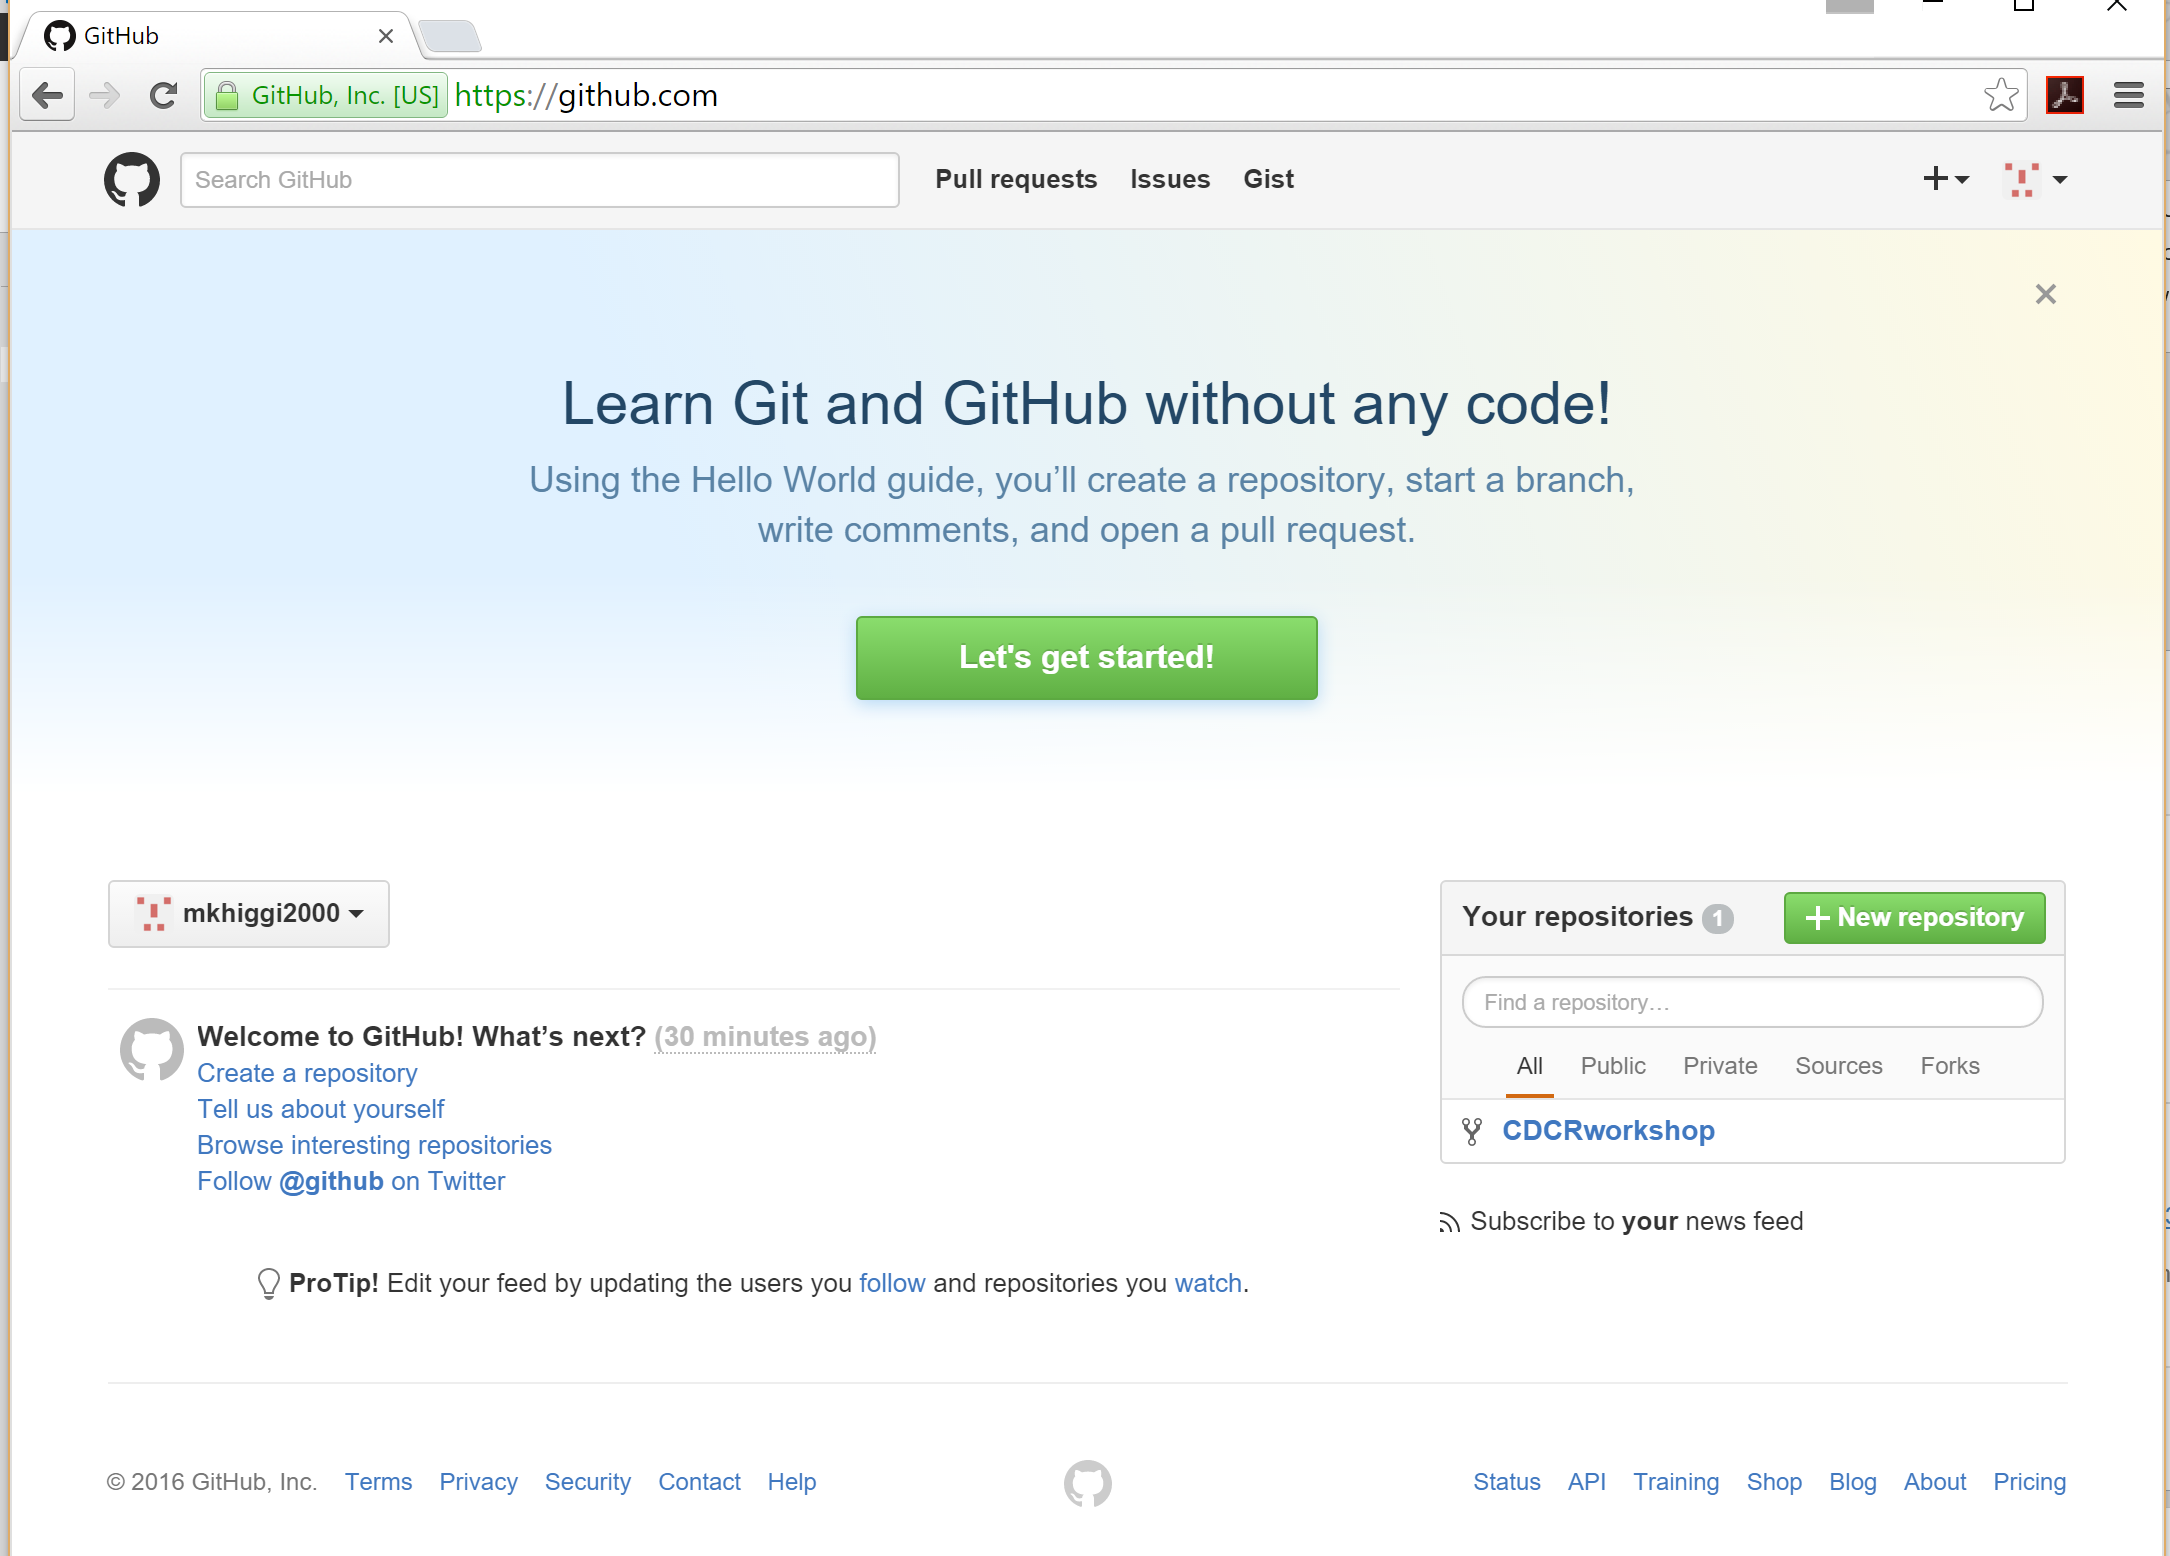 GitHub
GitHub, Inc. [US] https://github.com
Search GitHub
Pull requests Issues Gist
Learn Git and GitHub without any code!
Using the Hello World guide, you’ll create a repository, start a branch,
write comments, and open a pull request.
Let's get started!
mkhiggi2000
Your repositories 1
New repository
Find a repository…
All Public Private Sources Forks
CDCRworkshop
Subscribe to your news feed
Welcome to GitHub! What’s next? (30 minutes ago)
Create a repository
Tell us about yourself
Browse interesting repositories
Follow @github on Twitter
ProTip! Edit your feed by updating the users you follow and repositories you watch.
© 2016 GitHub, Inc. Terms Privacy Security Contact Help
Status API Training Shop Blog About Pricing